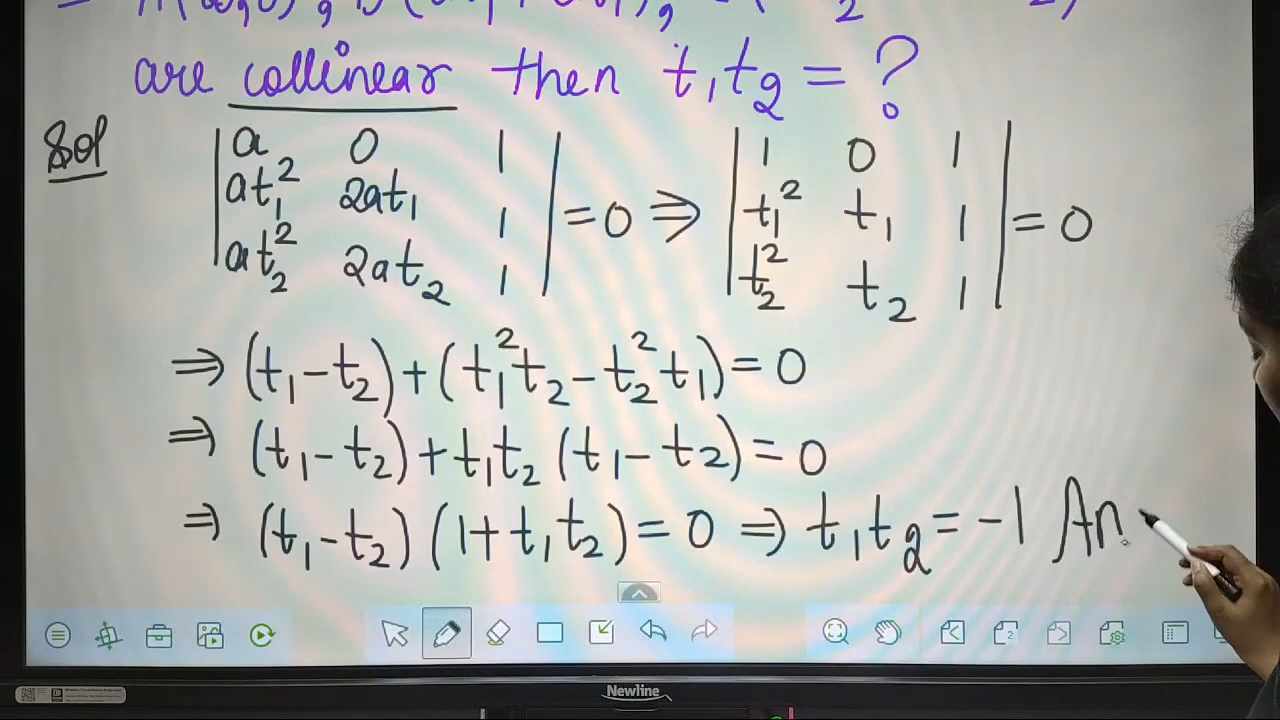 are collinear then t₁t₂ = ?
Sol
| a 0 1 |
| at₁² 2at₁ 1 | = 0 ⇒
| at₂² 2at₂ 1 |
| 1 0 1 |
| t₁² t₁ 1 | = 0
| t₂² t₂ 1 |
⇒ (t₁ - t₂) + (t₁²t₂ - t₂²t₁) = 0
⇒ (t₁ - t₂) + t₁t₂ (t₁ - t₂) = 0
⇒ (t₁ - t₂) (1 + t₁t₂) = 0 ⇒ t₁t₂ = -1 An.
Newline